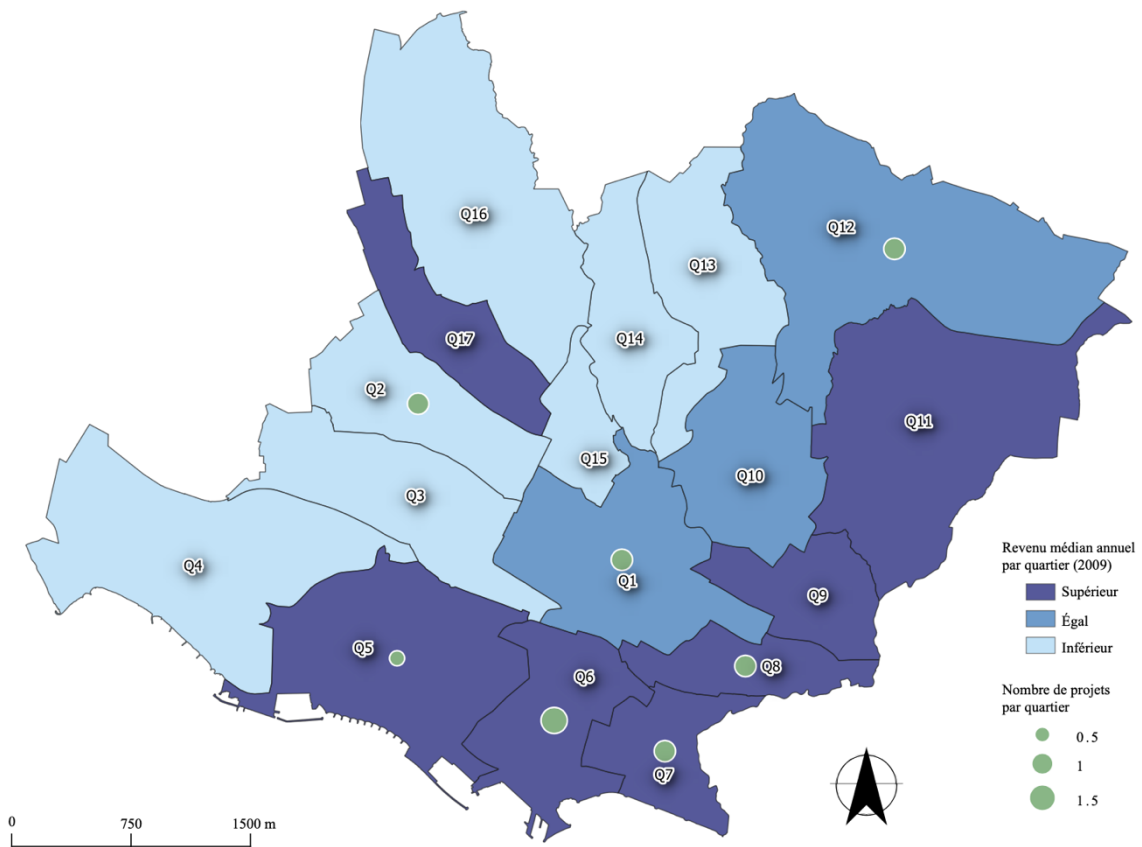 Q16
Q12
Q13
Q17
Q14
Q2
Q11
Q15
Q10
Q3
Q4
Q1
Q9
Q5
Q6
Q8
Q7
Revenu médian annuel
par quartier (2009)
Supérieur
Égal
Inférieur
Nombre de projets
par quartier
0.5
1
1.5
0
750
1500 m